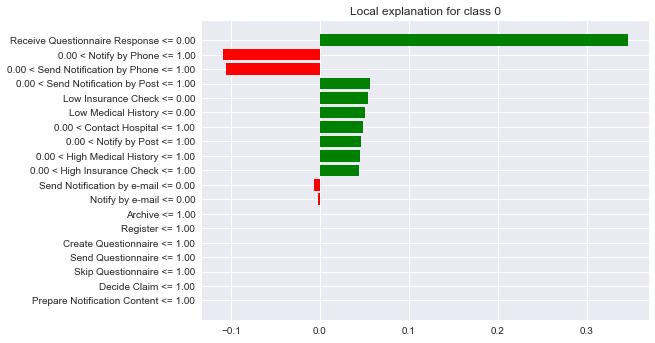 Local explanation for class 0
Receive Questionnaire Response <= 0.00
0.00 < Notify by Phone <= 1.00
0.00 < Send Notification by Phone <= 1.00
0.00 < Send Notification by Post <= 1.00
Low Insurance Check <= 0.00
Low Medical History <= 0.00
0.00 < Contact Hospital <= 1.00
0.00 < Notify by Post <= 1.00
0.00 < High Medical History <= 1.00
0.00 < High Insurance Check <= 1.00
Send Notification by e-mail <= 0.00
Notify by e-mail <= 0.00
Archive <= 1.00
Register <= 1.00
Create Questionnaire <= 1.00
Send Questionnaire <= 1.00
Skip Questionnaire <= 1.00
Decide Claim <= 1.00
Prepare Notification Content <= 1.00
−0.1 0.0 0.1 0.2 0.3